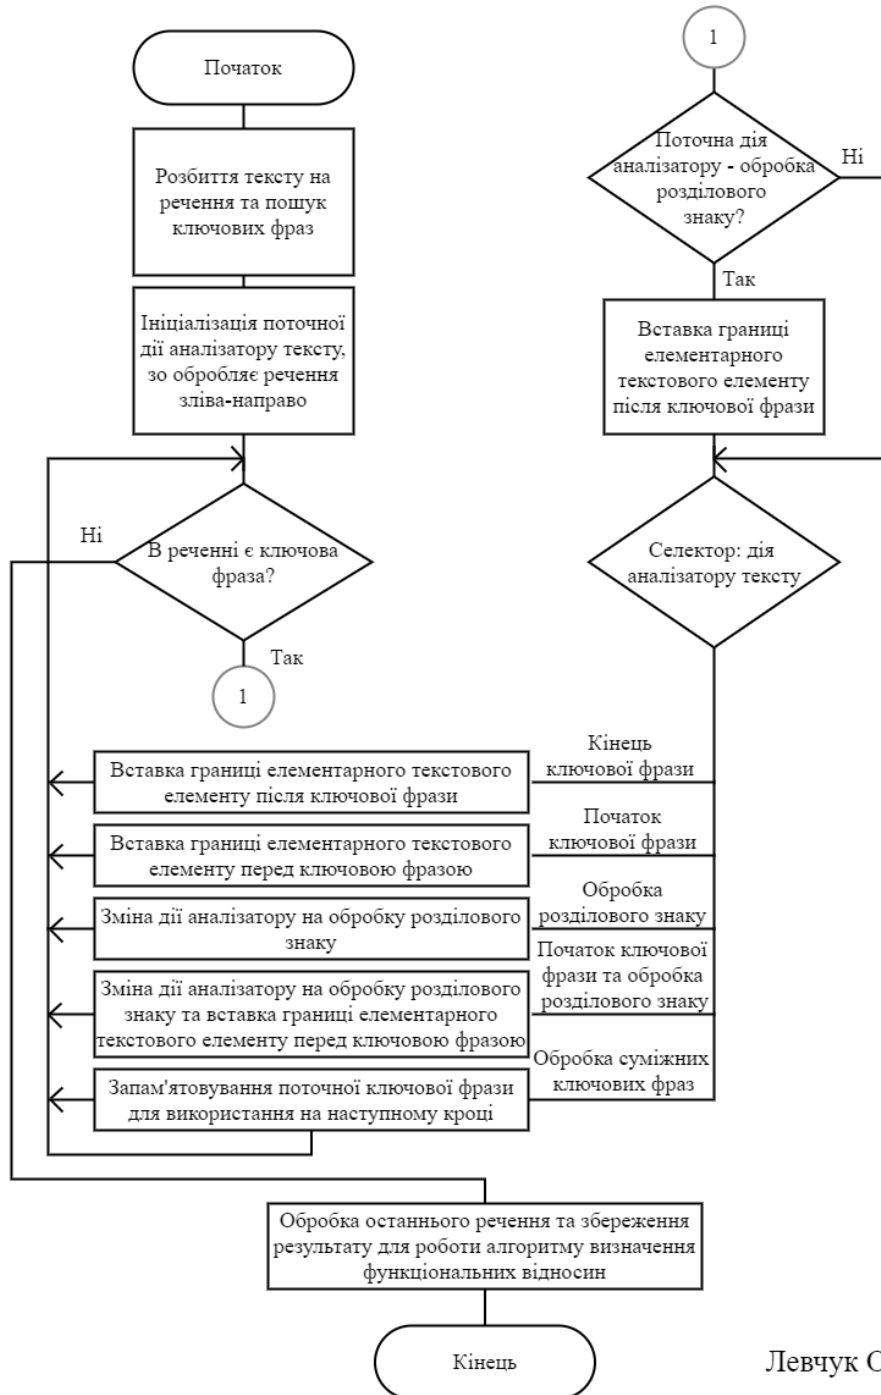 Початок
Розбиття тексту на
речення та пошук
ключових фраз
Ініціалізація поточної
дії аналізатору тексту,
зо обробляє речення
зліва-направо
В реченні є ключова
фраза?
Ні
Так
1
1
Поточна дія
аналізатору - обробка
розділового
знаку?
Ні
Так
Вставка границі
елементарного
текстового елементу
після ключової фрази
Селектор: дія
аналізатору тексту
Кінець
ключової фрази
Вставка границі елементарного текстового
елементу після ключової фрази
Початок
ключової фрази
Вставка границі елементарного текстового
елементу перед ключовою фразою
Обробка
розділового знаку
Зміна дії аналізатору на обробку розділового
знаку
Початок ключової
фрази та обробка
розділового знаку
Зміна дії аналізатору на обробку розділового
знаку та вставка границі елементарного
текстового елементу перед ключовою фразою
Обробка суміжних
ключових фраз
Запам'ятовування поточної ключової фрази
для використання на наступному кроці
Обробка останнього речення та збереження
результату для роботи алгоритму визначення
функціональних відносин
Кінець
Левчук О